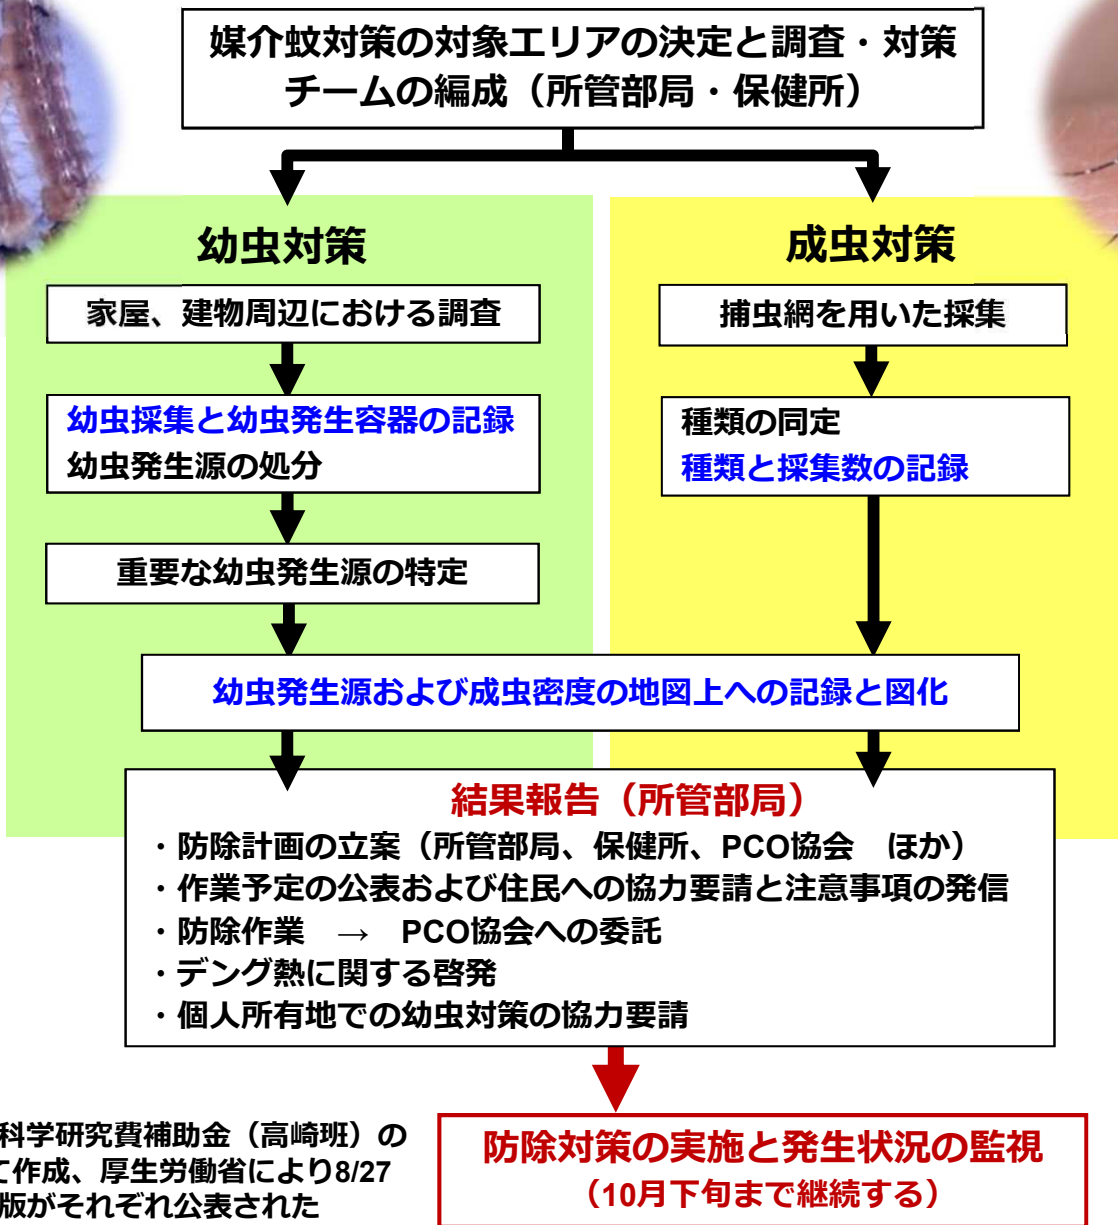 媒介蚊対策の対象エリアの決定と調査・対策
チームの編成（所管部局・保健所）
幼虫対策
家屋、建物周辺における調査
幼虫採集と幼虫発生容器の記録
幼虫発生源の処分
重要な幼虫発生源の特定
成虫対策
捕虫網を用いた採集
種類の同定
種類と採集数の記録
幼虫発生源および成虫密度の地図上への記録と図化
結果報告（所管部局）
・防除計画の立案（所管部局、保健所、PCO協会　ほか）
・作業予定の公表および住民への協力要請と注意事項の発信
・防除作業　→　PCO協会への委託
・デング熱に関する啓発
・個人所有地での幼虫対策の協力要請
防除対策の実施と発生状況の監視
（10月下旬まで継続する）
科学研究費補助金（高崎班）の
て作成、厚生労働省により8/27
版がそれぞれ公表された